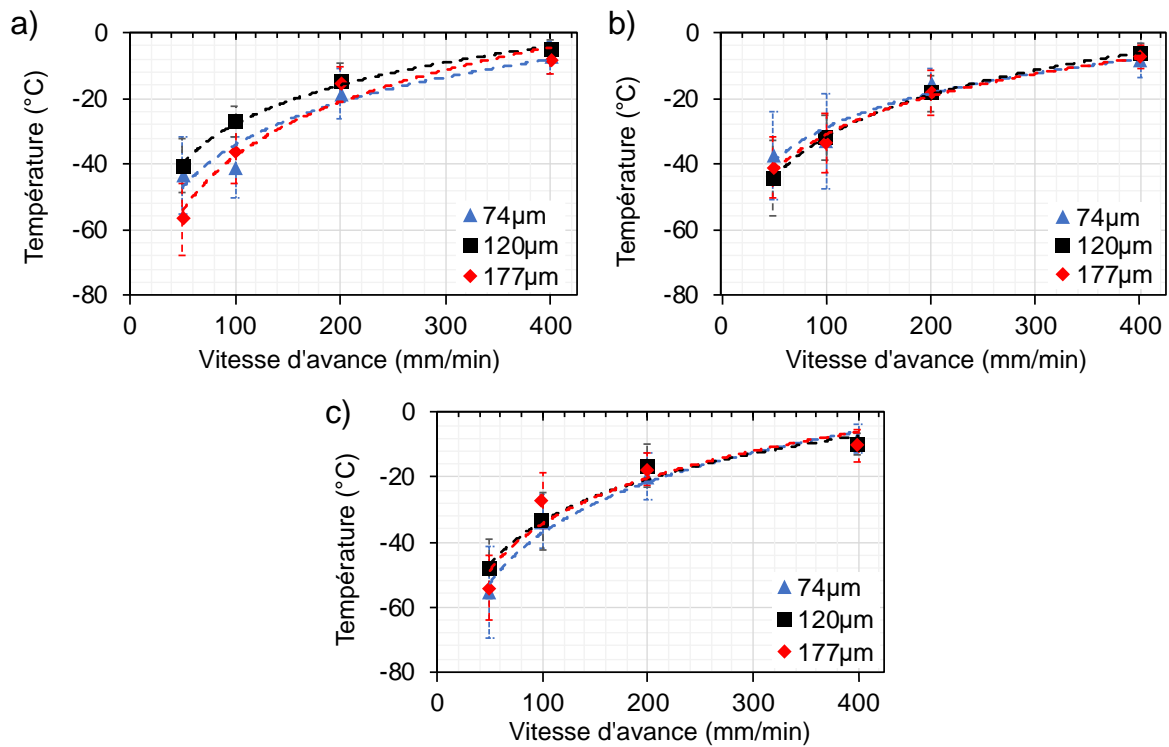 a)
0
-20
-40
-60
-80
Température (°C)
74µm
120µm
177µm
0 100 200 300 400
Vitesse d'avance (mm/min)
b)
0
-20
-40
-60
-80
Température (°C)
74µm
120µm
177µm
0 100 200 300 400
Vitesse d'avance (mm/min)
c)
0
-20
-40
-60
-80
Température (°C)
74µm
120µm
177µm
0 100 200 300 400
Vitesse d'avance (mm/min)